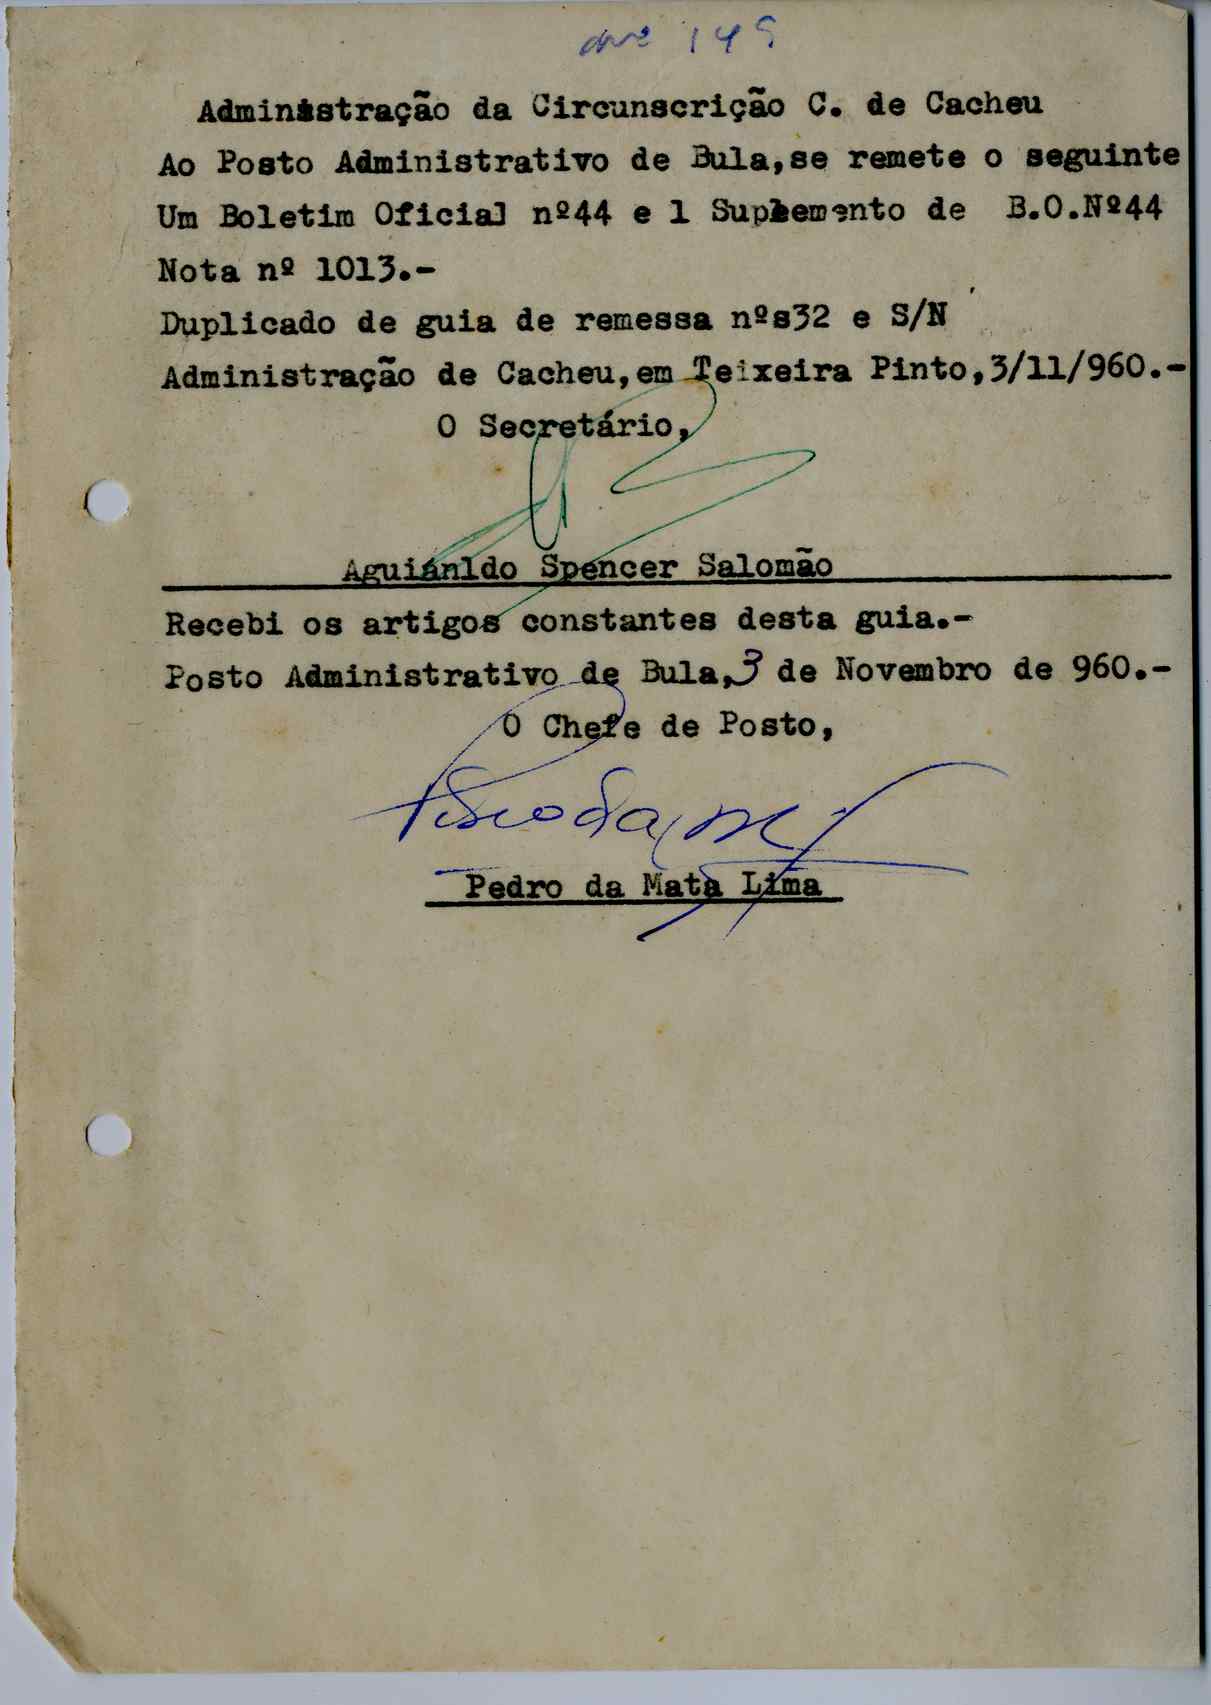 149
Administração da Circunscrição C. de Cacheu
Ao Posto Administrativo de Bula,se remete o seguinte
Um Boletim Oficial nº44 e 1 Suplemento de B.O.Nº44
Nota nº 1013.-
Duplicado de guia de remessa nºs32 e S/N
Administração de Cacheu,em Teixeira Pinto,3/11/960.-
O Secretário,
Aguiánldo Spencer Salomão
Recebi os artigos constantes desta guia.-
Posto Administrativo de Bula,3 de Novembro de 960.-
O Chefe de Posto,
Pedro da Mata Lima